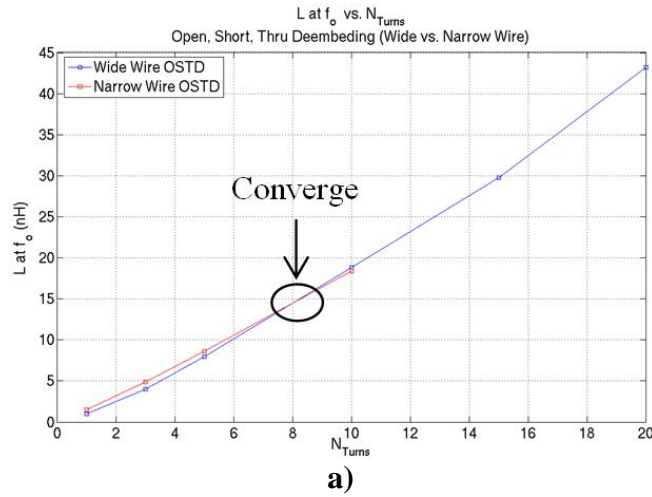 L at fo vs. NTurns
Open, Short, Thru Deembeding (Wide vs. Narrow Wire)
45
40
35
30
25
20
15
10
5
0
L at fo (nH)
Wide Wire OSTD
Narrow Wire OSTD
Converge
0 2 4 6 8 10 12 14 16 18 20
NTurns
a)